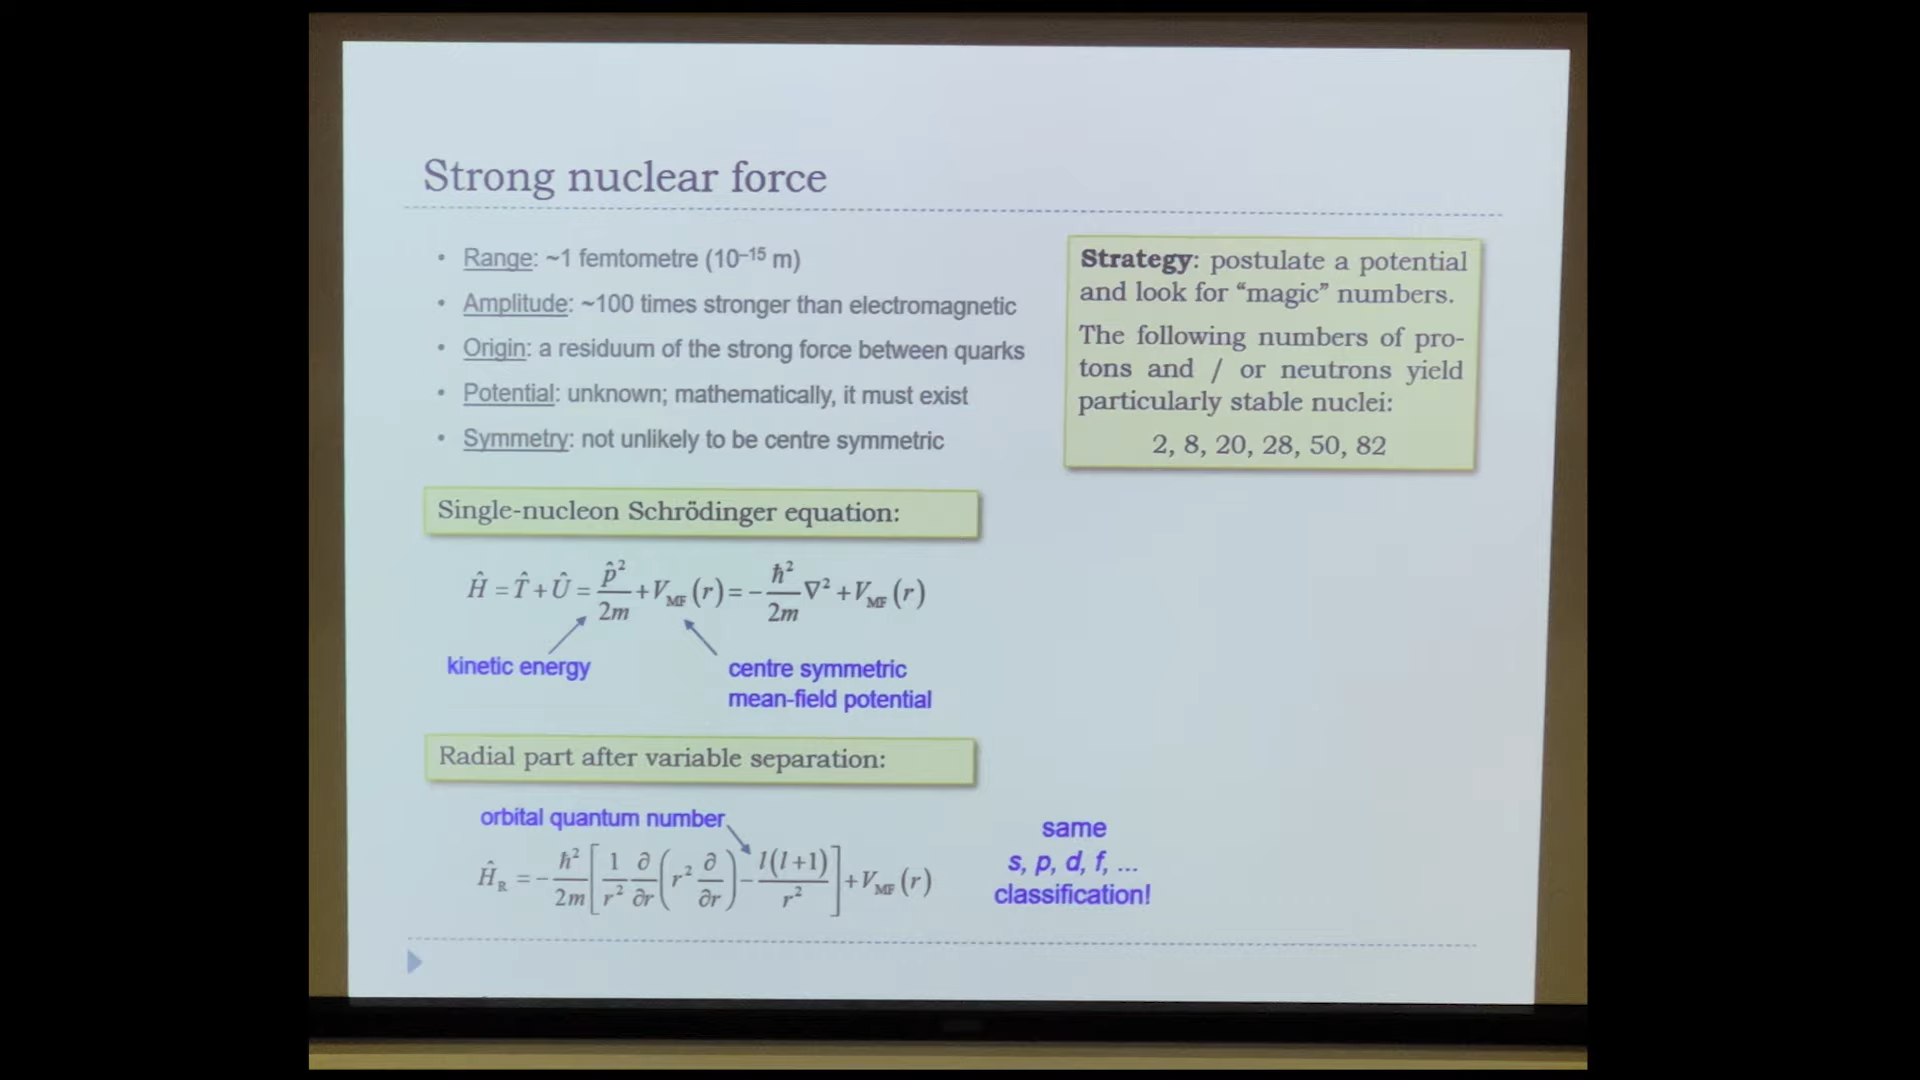 Strong nuclear force
• Range: ~1 femtometre (10⁻¹⁵ m)
• Amplitude: ~100 times stronger than electromagnetic
• Origin: a residuum of the strong force between quarks
• Potential: unknown; mathematically, it must exist
• Symmetry: not unlikely to be centre symmetric
Strategy: postulate a potential
and look for “magic” numbers.
The following numbers of pro-
tons and / or neutrons yield
particularly stable nuclei:
2, 8, 20, 28, 50, 82
Single-nucleon Schrödinger equation:
Ĥ = T̂ + Û = p̂²/2m + V_MF(r) = −ħ²/2m ∇² + V_MF(r)
kinetic energy
centre symmetric
mean-field potential
Radial part after variable separation:
orbital quantum number
Ĥ_R = −ħ²/2m [1/r² ∂/∂r (r² ∂/∂r) − l(l+1)/r²] + V_MF(r)
same
s, p, d, f, ...
classification!